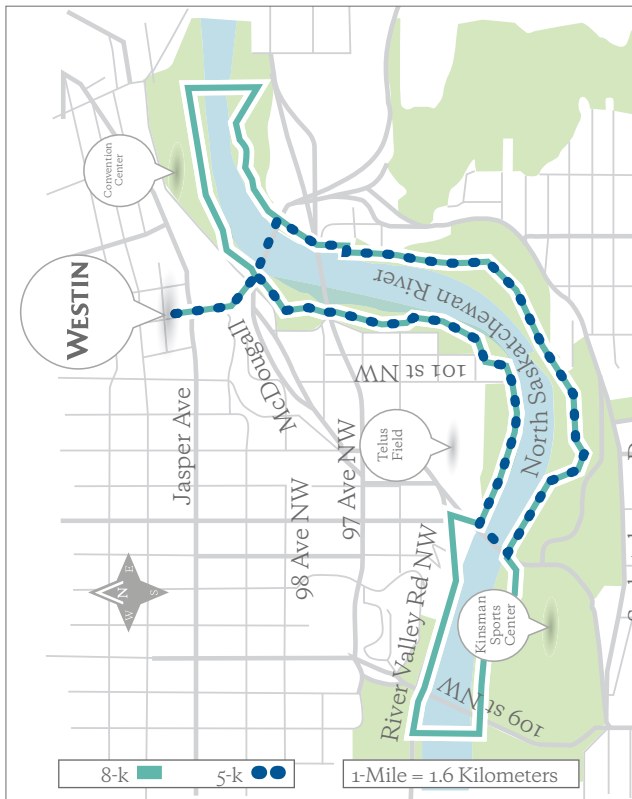 Convention
Center
WESTIN
Jasper Ave
McDougall
101 st NW
North Saskatchewan River
Telus
Field
97 Ave NW
98 Ave NW
N
E
S
W
River Valley Rd NW
Kinsman
Sports
Center
109 st NW
8-k
5-k
1-Mile = 1.6 Kilometers